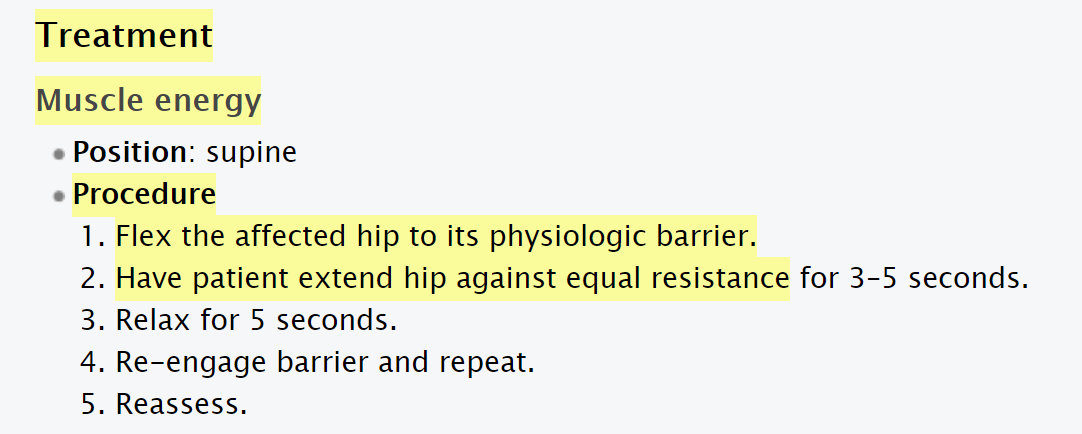 Treatment
Muscle energy
Position: supine
Procedure
1. Flex the affected hip to its physiologic barrier.
2. Have patient extend hip against equal resistance for 3–5 seconds.
3. Relax for 5 seconds.
4. Re-engage barrier and repeat.
5. Reassess.